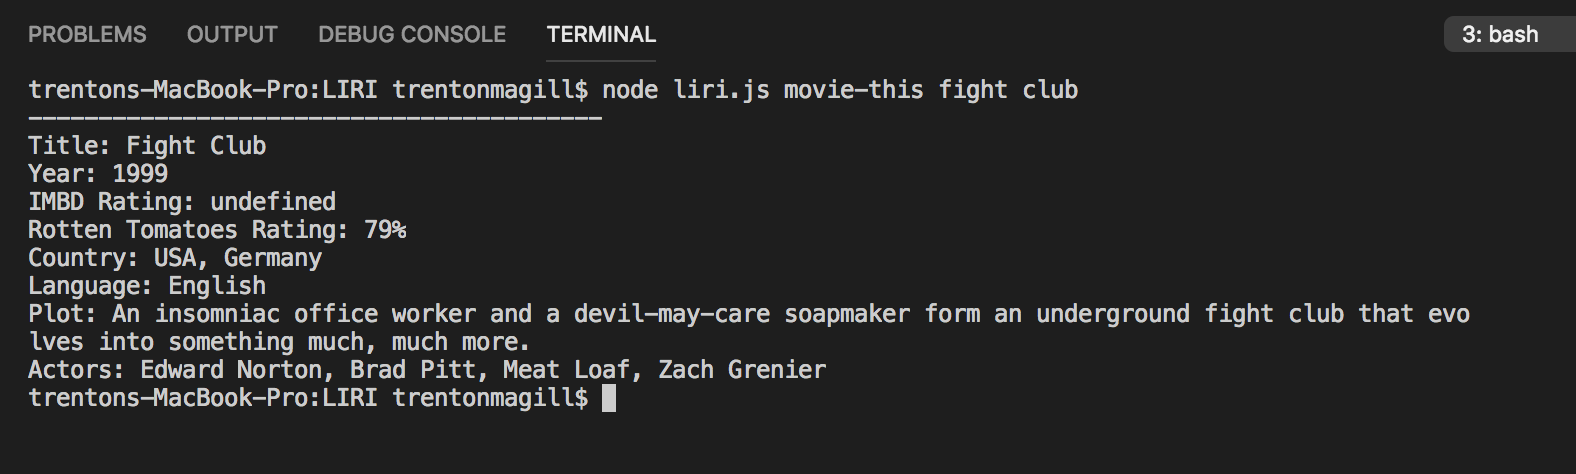 PROBLEMS OUTPUT DEBUG CONSOLE TERMINAL 3: bash
trentons-MacBook-Pro:LIRI trentonmagill$ node liri.js movie-this fight club
-----------------------------------------
Title: Fight Club
Year: 1999
IMBD Rating: undefined
Rotten Tomatoes Rating: 79%
Country: USA, Germany
Language: English
Plot: An insomniac office worker and a devil-may-care soapmaker form an underground fight club that evo
lves into something much, much more.
Actors: Edward Norton, Brad Pitt, Meat Loaf, Zach Grenier
trentons-MacBook-Pro:LIRI trentonmagill$